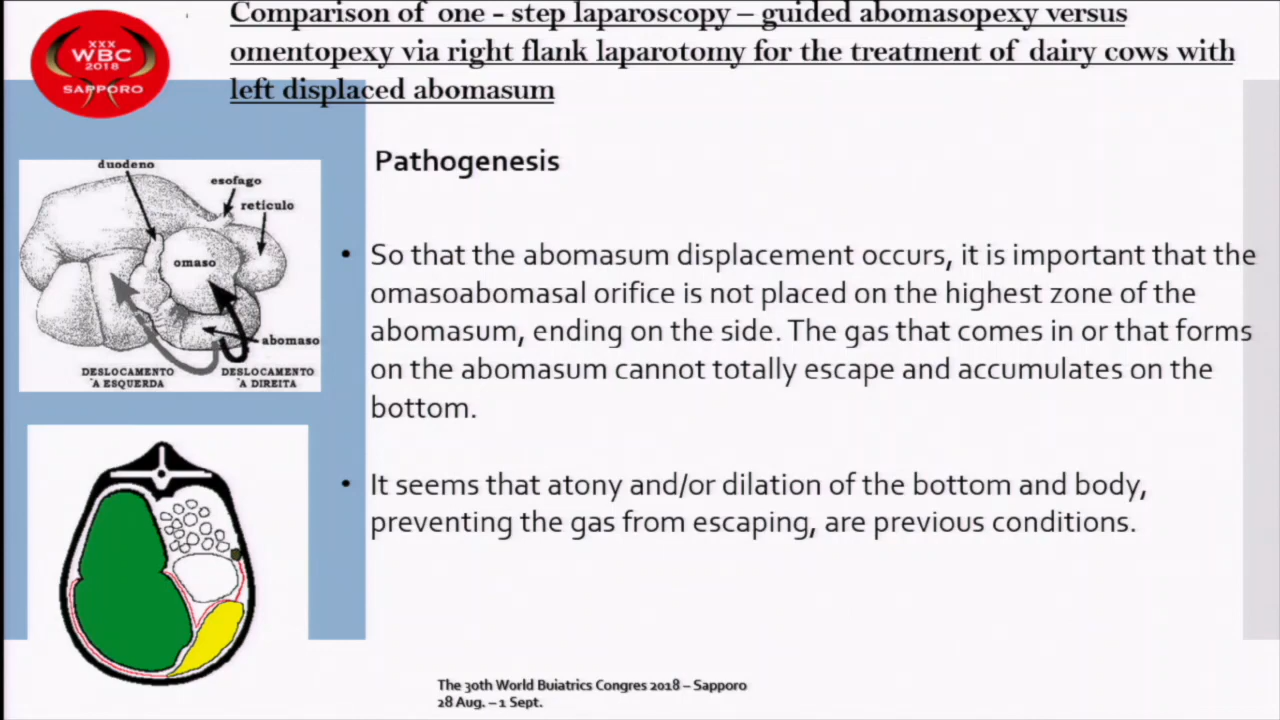 Comparison of one - step laparoscopy – guided abomasopexy versus
omentopexy via right flank laparotomy for the treatment of dairy cows with
left displaced abomasum
XXX
WBC
2018
SAPPORO
duodeno
esofago
retículo
omaso
abomaso
DESLOCAMENTO
À ESQUERDA
DESLOCAMENTO
À DIREITA
Pathogenesis
• So that the abomasum displacement occurs, it is important that the
omasoabomasal orifice is not placed on the highest zone of the
abomasum, ending on the side. The gas that comes in or that forms
on the abomasum cannot totally escape and accumulates on the
bottom.
• It seems that atony and/or dilation of the bottom and body,
preventing the gas from escaping, are previous conditions.
The 30th World Buiatrics Congres 2018 – Sapporo
28 Aug. – 1 Sept.